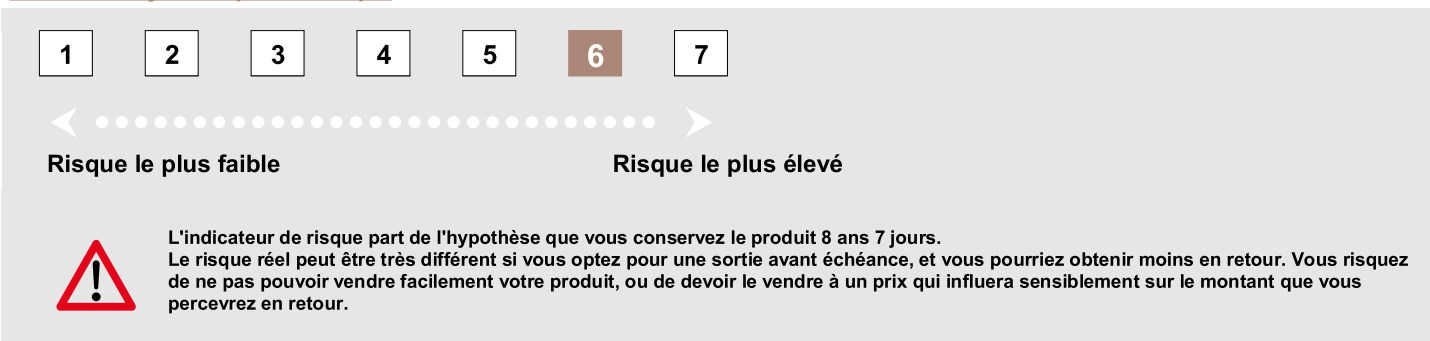 1 2 3 4 5 6 7
Risque le plus faible Risque le plus élevé
L'indicateur de risque part de l'hypothèse que vous conservez le produit 8 ans 7 jours.
Le risque réel peut être très différent si vous optez pour une sortie avant échéance, et vous pourriez obtenir moins en retour. Vous risquez
de ne pas pouvoir vendre facilement votre produit, ou de devoir le vendre à un prix qui influera sensiblement sur le montant que vous
percevrez en retour.